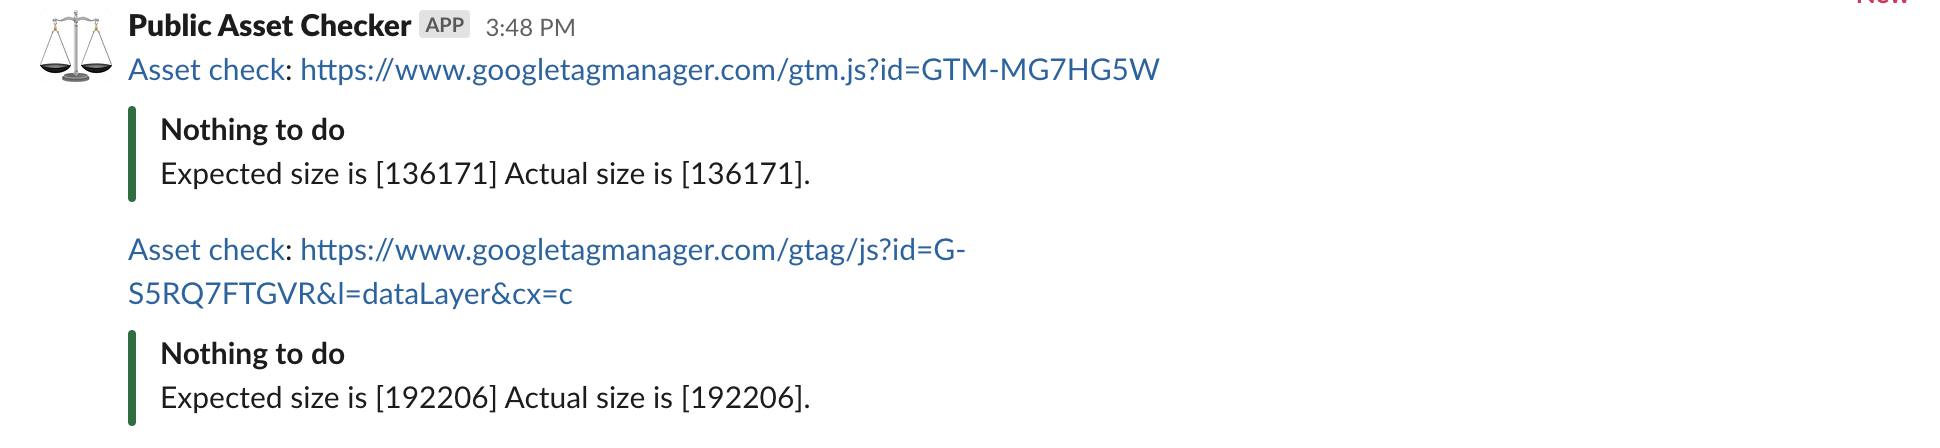 New
Public Asset Checker APP 3:48 PM
Asset check: https://www.googletagmanager.com/gtm.js?id=GTM-MG7HG5W
Nothing to do
Expected size is [136171] Actual size is [136171].
Asset check: https://www.googletagmanager.com/gtag/js?id=G-
S5RQ7FTGVR&l=dataLayer&cx=c
Nothing to do
Expected size is [192206] Actual size is [192206].